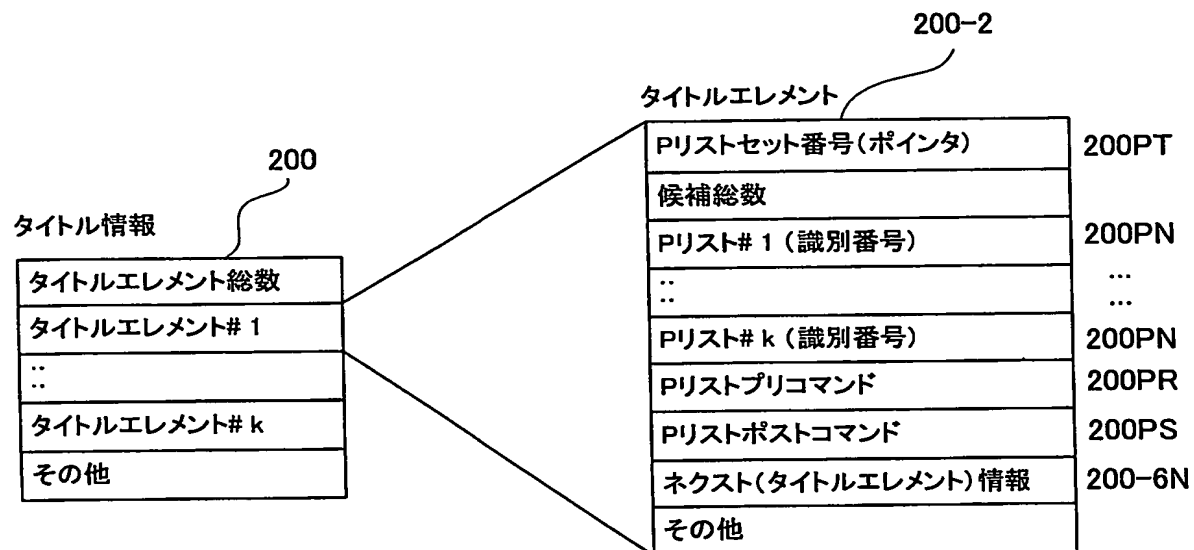 200
タイトル情報
タイトルエレメント総数
タイトルエレメント# 1
::
タイトルエレメント# k
その他
200-2
タイトルエレメント
Pリストセット番号(ポインタ) 200PT
候補総数
Pリスト# 1 (識別番号) 200PN
:: …
…
Pリスト# k (識別番号) 200PN
Pリストプリコマンド 200PR
Pリストポストコマンド 200PS
ネクスト(タイトルエレメント)情報 200-6N
その他